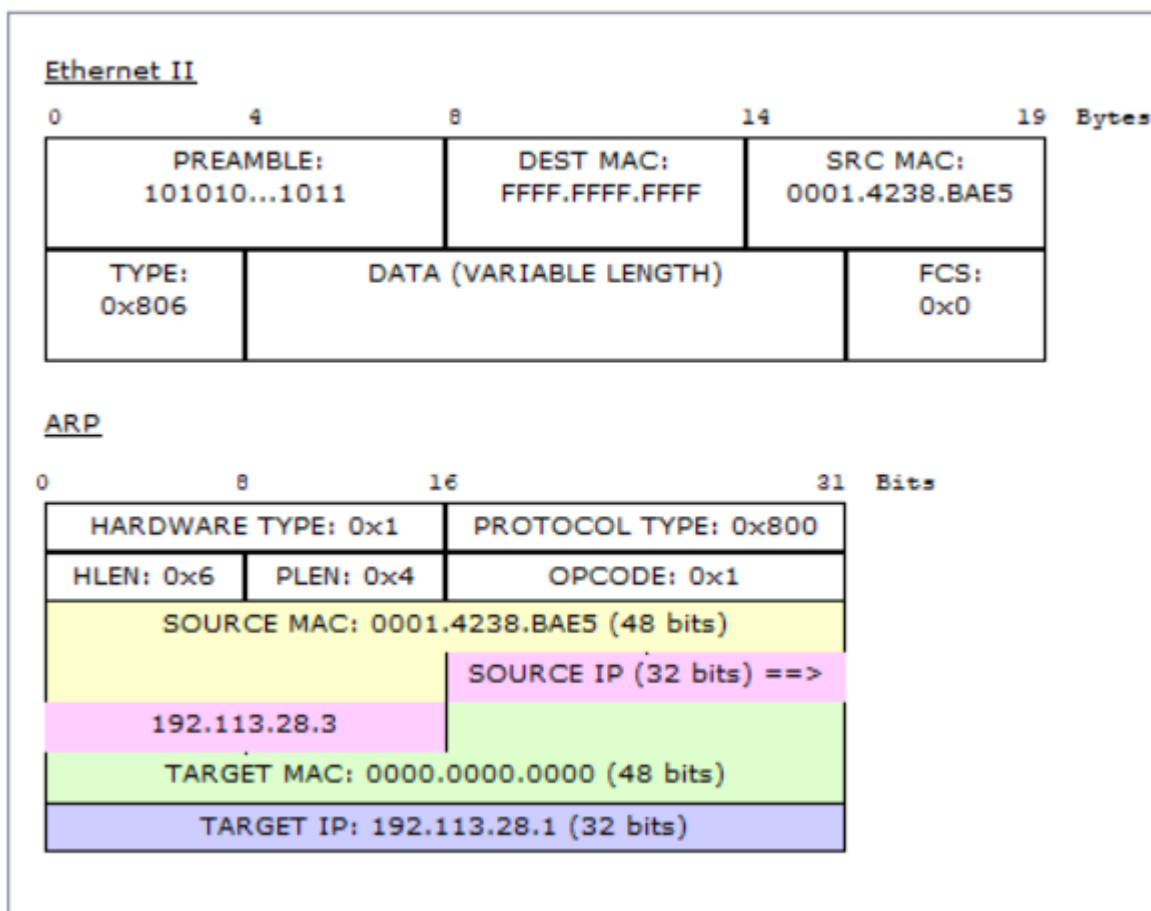 Ethernet II
0 4 8 14 19 Bytes
PREAMBLE: DEST MAC: SRC MAC:
101010...1011 FFFF.FFFF.FFFF 0001.4238.BAE5
TYPE: DATA (VARIABLE LENGTH) FCS:
0x806 0x0
ARP
0 8 16 31 Bits
HARDWARE TYPE: 0x1 PROTOCOL TYPE: 0x800
HLEN: 0x6 PLEN: 0x4 OPCODE: 0x1
SOURCE MAC: 0001.4238.BAE5 (48 bits)
SOURCE IP (32 bits) ==>
192.113.28.3
TARGET MAC: 0000.0000.0000 (48 bits)
TARGET IP: 192.113.28.1 (32 bits)